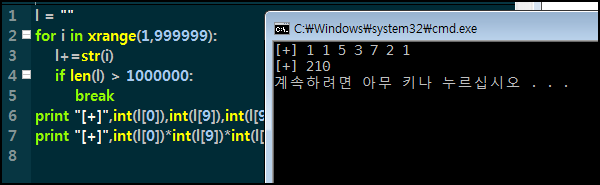 1 l = ""
2 for i in xrange(1,999999):
3 l+=str(i)
4 if len(l) > 1000000:
5 break
6 print "[+]",int(l[0]),int(l[9]),int(l[9
7 print "[+]",int(l[0])*int(l[9])*int(l[
8
C:₩Windows₩system32₩cmd.exe
[+] 1 1 5 3 7 2 1
[+] 210
계속하려면 아무 키나 누르십시오 . . .